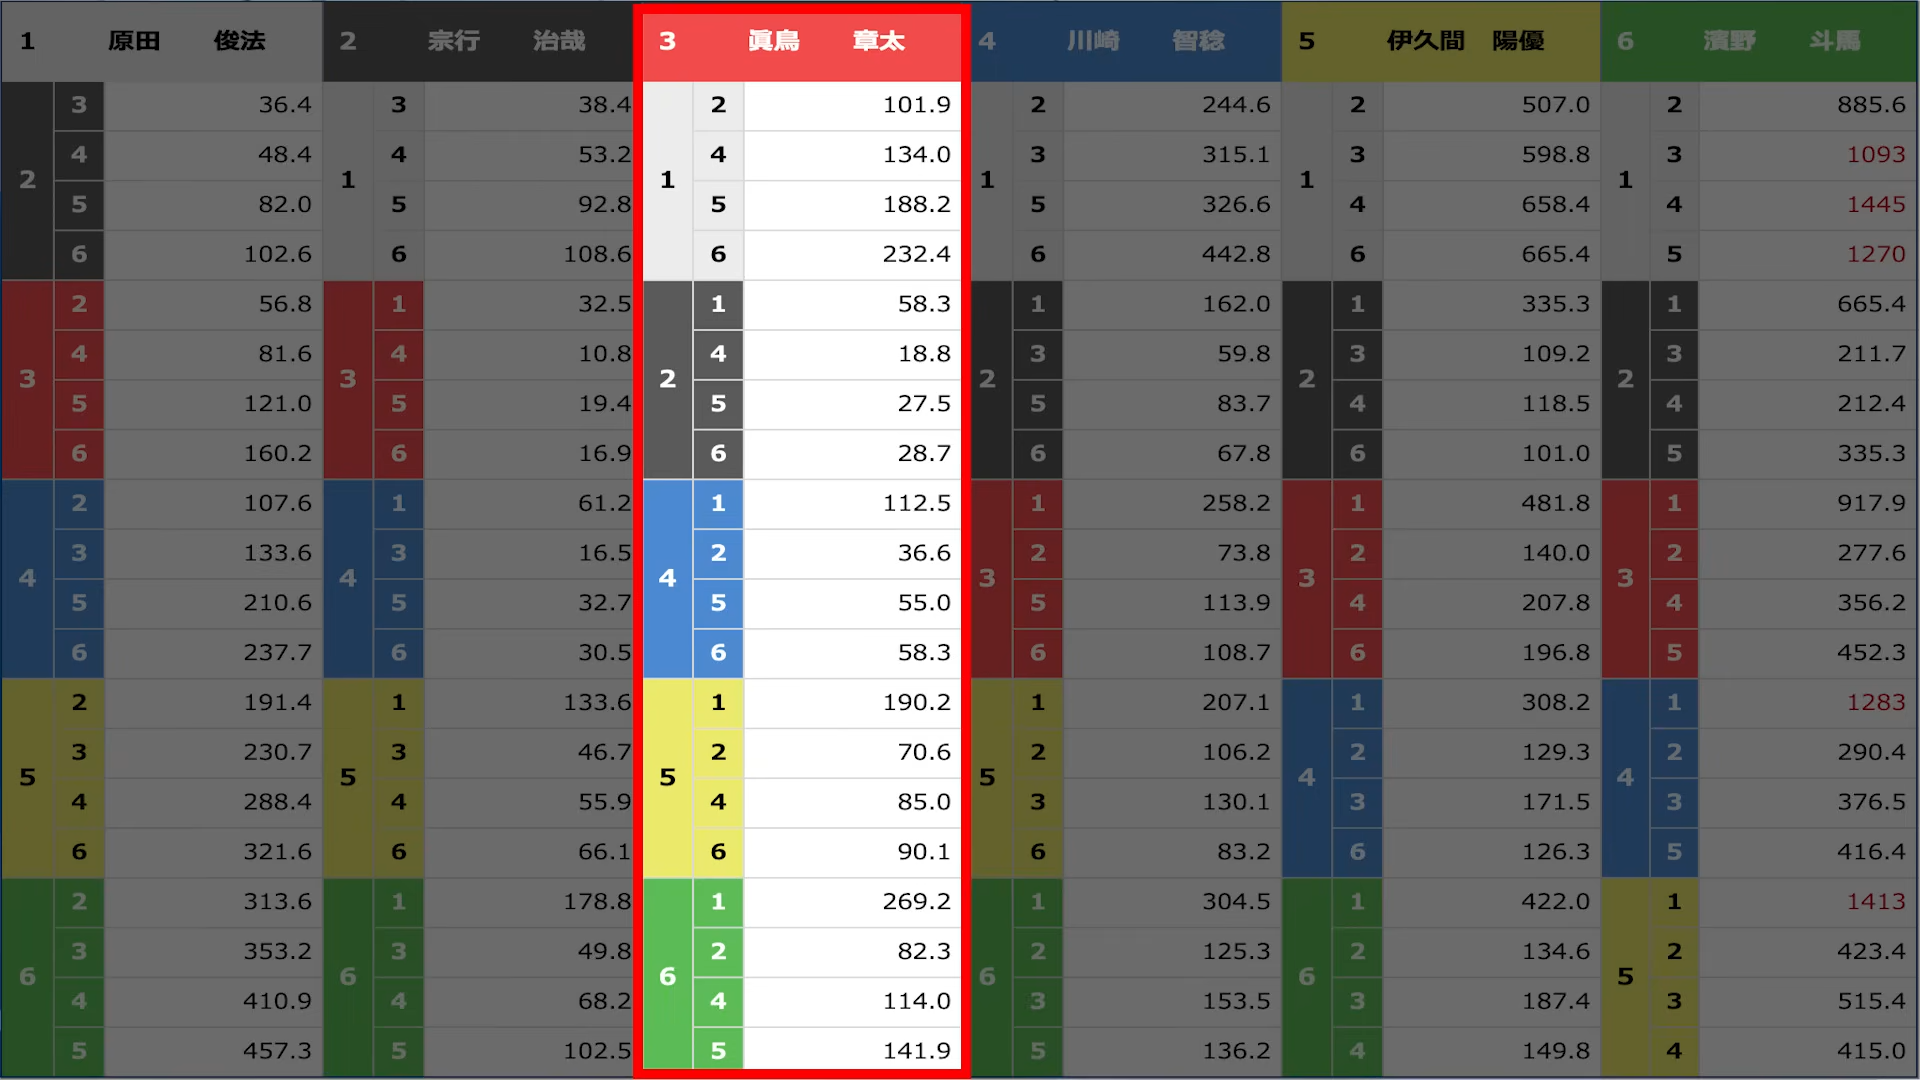 1 原田 俊法 2 宗行 治哉 3 眞鳥 章太 4 川崎 智稔 5 伊久間 陽優 6 濱野 斗馬
2 3 36.4 1 3 38.4 1 2 101.9 1 2 244.6 1 2 507.0 1 2 885.6
4 48.4 4 53.2 4 134.0 3 315.1 3 598.8 3 1093
5 82.0 5 92.8 5 188.2 5 326.6 4 658.4 4 1445
6 102.6 6 108.6 6 232.4 6 442.8 6 665.4 5 1270
3 2 56.8 3 1 32.5 2 1 58.3 2 1 162.0 2 1 335.3 2 1 665.4
4 81.6 4 10.8 4 18.8 3 59.8 3 109.2 3 211.7
5 121.0 5 19.4 5 27.5 5 83.7 4 118.5 4 212.4
6 160.2 6 16.9 6 28.7 6 67.8 6 101.0 5 335.3
4 2 107.6 4 1 61.2 4 1 112.5 3 1 258.2 3 1 481.8 3 1 917.9
3 133.6 3 16.5 2 36.6 2 73.8 2 140.0 2 277.6
5 210.6 5 32.7 5 55.0 5 113.9 4 207.8 4 356.2
6 237.7 6 30.5 6 58.3 6 108.7 6 196.8 5 452.3
5 2 191.4 5 1 133.6 5 1 190.2 5 1 207.1 4 1 308.2 4 1 1283
3 230.7 3 46.7 2 70.6 2 106.2 2 129.3 2 290.4
4 288.4 4 55.9 4 85.0 3 130.1 3 171.5 3 376.5
6 321.6 6 66.1 6 90.1 6 83.2 6 126.3 5 416.4
6 2 313.6 6 1 178.8 6 1 269.2 6 1 304.5 6 1 422.0 5 1 1413
3 353.2 3 49.8 2 82.3 2 125.3 2 134.6 2 423.4
4 410.9 4 68.2 4 114.0 3 153.5 3 187.4 3 515.4
5 457.3 5 102.5 5 141.9 5 136.2 4 149.8 4 415.0